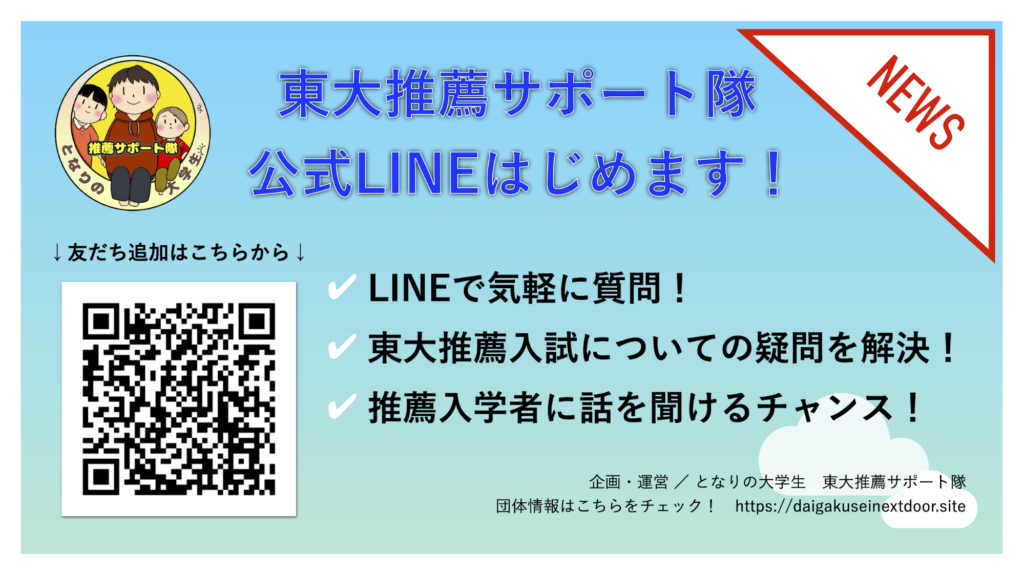 東大推薦サポート隊
公式LINEはじめます！
NEWS
推薦サポート隊
となりの大学生
↓友だち追加はこちらから↓
LINEで気軽に質問！
東大推薦入試についての疑問を解決！
推薦入学者に話を聞けるチャンス！
企画・運営 ／ となりの大学生　東大推薦サポート隊
団体情報はこちらをチェック！　https://daigakuseinextdoor.site